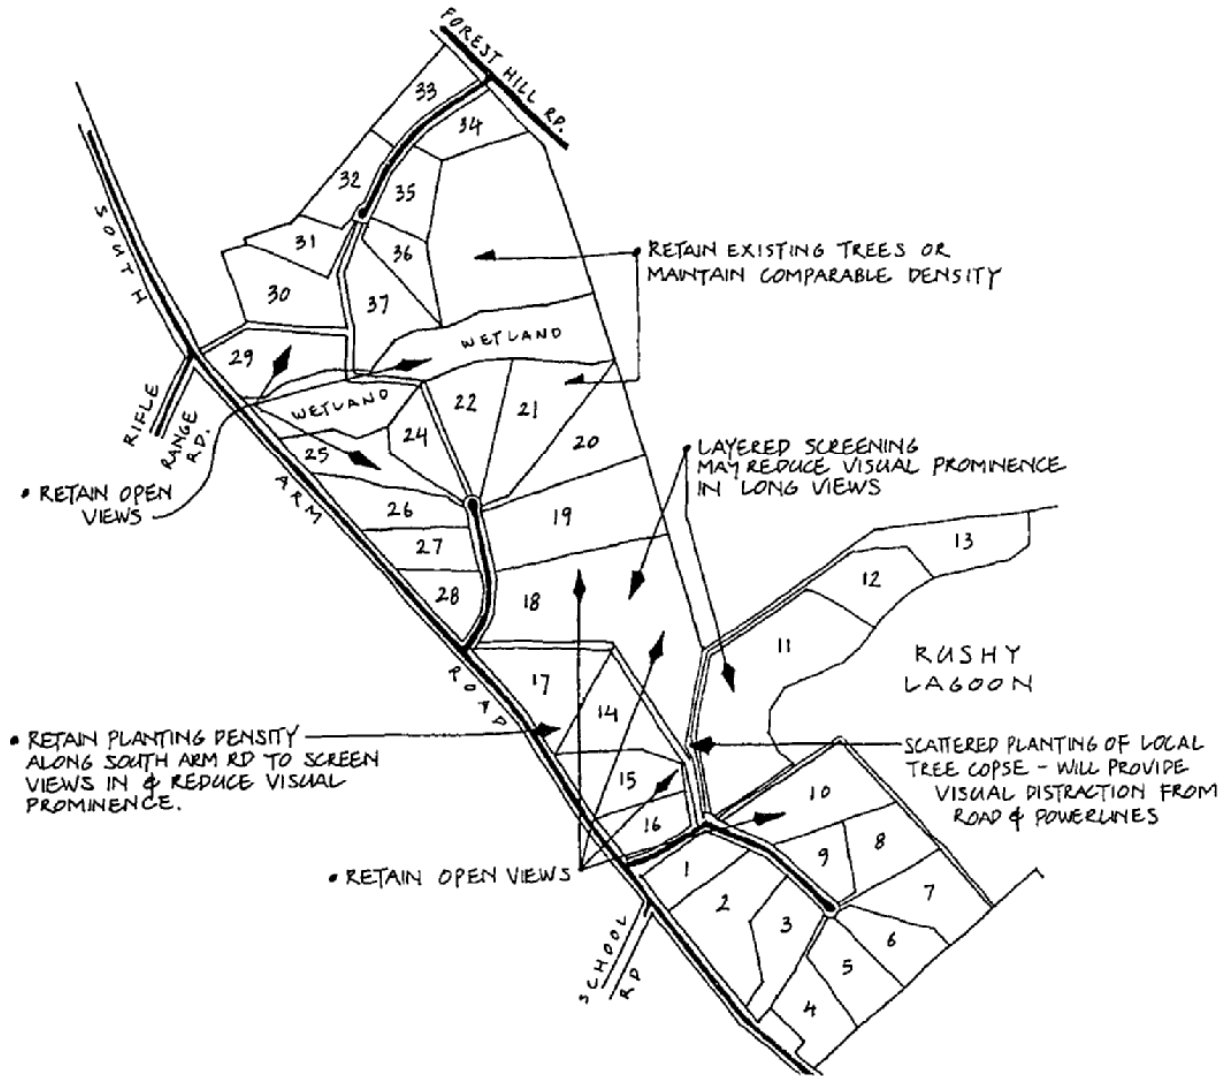 FOREST HILL RD.
33
34
32
35
SOUTH
31
36
• RETAIN EXISTING TREES OR
MAINTAIN COMPARABLE DENSITY
30
37
WETLAND
29
RIFLE
RANGE
RD.
WETLAND
22
21
24
20
25
• LAYERED SCREENING
MAY REDUCE VISUAL PROMINENCE
IN LONG VIEWS
• RETAIN OPEN
VIEWS
ARM
26
19
27
13
12
28
18
11
RUSHY
LAGOON
ROAD
17
14
• RETAIN PLANTING DENSITY
ALONG SOUTH ARM RD TO SCREEN
VIEWS IN & REDUCE VISUAL
PROMINENCE.
SCATTERED PLANTING OF LOCAL
TREE COPSE - WILL PROVIDE
VISUAL DISTRACTION FROM
ROAD & POWERLINES
15
16
10
• RETAIN OPEN VIEWS
1
9
8
2
7
3
6
SCHOOL
RD
5
4